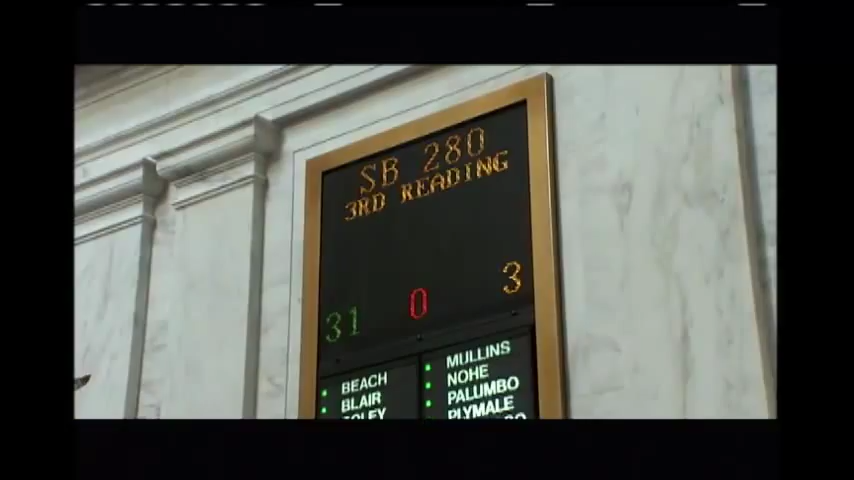 SB 280
3RD READING
31 0 3
BEACH
BLAIR
MULLINS
NOHE
PALUMBO
PLYMALE